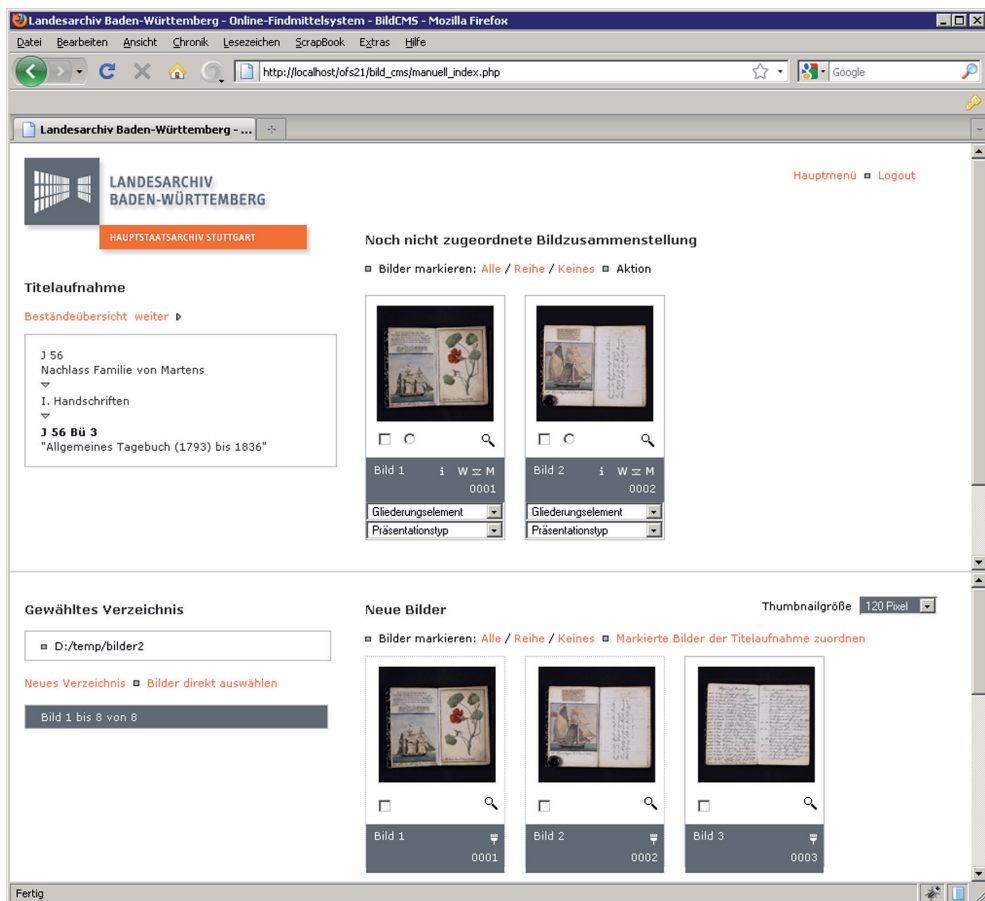 Landesarchiv Baden-Württemberg - Online-Findmittelsystem - BildCMS - Mozilla Firefox
Datei Bearbeiten Ansicht Chronik Lesezeichen ScrapBook Extras Hilfe
http://localhost/ofs21/bild_cms/manuell_index.php
Google
Landesarchiv Baden-Württemberg - ...
LANDESARCHIV
BADEN-WÜRTTEMBERG
HAUPTSTAATSARCHIV STUTTGART
Hauptmenü Logout
Titelaufnahme
Beständeübersicht weiter
J 56
Nachlass Familie von Martens
I. Handschriften
J 56 Bü 3
"Allgemeines Tagebuch (1793) bis 1836"
Noch nicht zugeordnete Bildzusammenstellung
Bilder markieren: Alle / Reihe / Keines Aktion
Bild 1 i W M
0001
Gliederungselement
Präsentationstyp
Bild 2 i W M
0002
Gliederungselement
Präsentationstyp
Gewähltes Verzeichnis
D:/temp/bilder2
Neues Verzeichnis Bilder direkt auswählen
Bild 1 bis 8 von 8
Neue Bilder
Thumbnailgröße 120 Pixel
Bilder markieren: Alle / Reihe / Keines Markierte Bilder der Titelaufnahme zuordnen
Bild 1
0001
Bild 2
0002
Bild 3
0003
Fertig